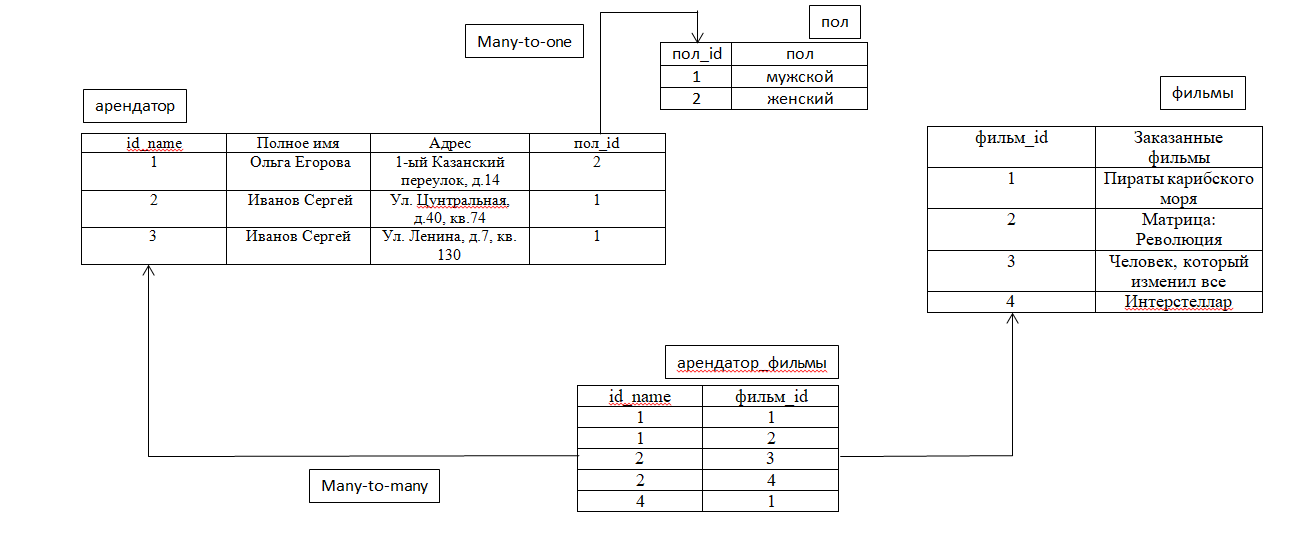 Many-to-one
пол
пол_id пол
1 мужской
2 женский
арендатор
id_name Полное имя Адрес пол_id
1 Ольга Егорова 1-ый Казанский 2
переулок, д.14
2 Иванов Сергей Ул. Цунтральная, 1
д.40, кв.74
3 Иванов Сергей Ул. Ленина, д.7, кв. 1
130
фильмы
фильм_id Заказанные
фильмы
1 Пираты карибского
моря
2 Матрица:
Революция
3 Человек, который
изменил все
4 Интерстеллар
арендатор_фильмы
id_name фильм_id
1 1
1 2
2 3
2 4
4 1
Many-to-many